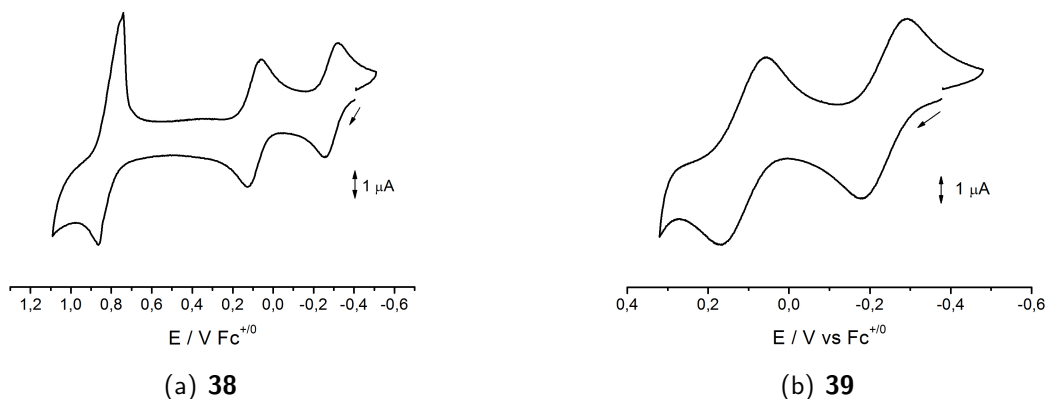 1 μA
1 μA
1,2 1,0 0,8 0,6 0,4 0,2 0,0 -0,2 -0,4 -0,6
0,4 0,2 0,0 -0,2 -0,4 -0,6
E / V Fc+/0
E / V vs Fc+/0
(a) 38
(b) 39